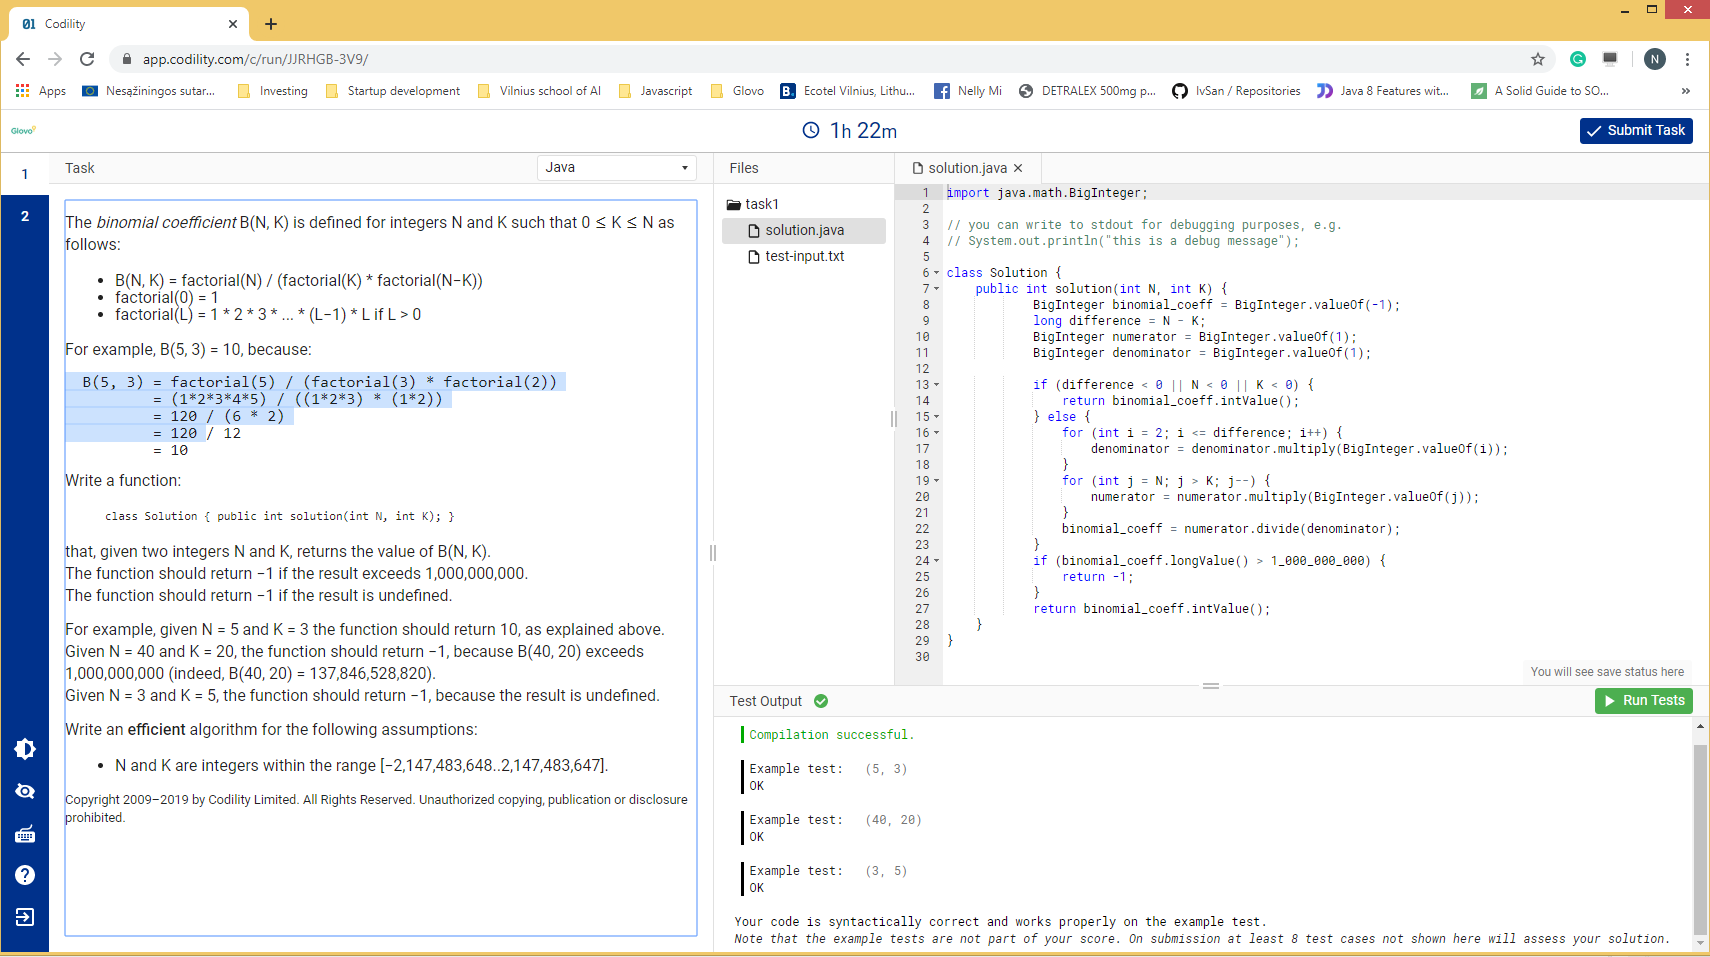 01 Codility
app.codility.com/c/run/JJRHGB-3V9/
N
Apps Nesąžiningos sutar... Investing Startup development Vilnius school of AI Javascript Glovo B. Ecotel Vilnius, Lithu... Nelly Mi DETRALEX 500mg p... IvSan / Repositories Java 8 Features wit... A Solid Guide to SO... »
Glovo
1h 22m
Submit Task
1
2
Task
Java
The binomial coefficient B(N, K) is defined for integers N and K such that 0 ≤ K ≤ N as
follows:
• B(N, K) = factorial(N) / (factorial(K) * factorial(N−K))
• factorial(0) = 1
• factorial(L) = 1 * 2 * 3 * ... * (L−1) * L if L > 0
For example, B(5, 3) = 10, because:
B(5, 3) = factorial(5) / (factorial(3) * factorial(2))
= (1*2*3*4*5) / ((1*2*3) * (1*2))
= 120 / (6 * 2)
= 120 / 12
= 10
Write a function:
class Solution { public int solution(int N, int K); }
that, given two integers N and K, returns the value of B(N, K).
The function should return −1 if the result exceeds 1,000,000,000.
The function should return −1 if the result is undefined.
For example, given N = 5 and K = 3 the function should return 10, as explained above.
Given N = 40 and K = 20, the function should return −1, because B(40, 20) exceeds
1,000,000,000 (indeed, B(40, 20) = 137,846,528,820).
Given N = 3 and K = 5, the function should return −1, because the result is undefined.
Write an efficient algorithm for the following assumptions:
• N and K are integers within the range [−2,147,483,648..2,147,483,647].
Copyright 2009–2019 by Codility Limited. All Rights Reserved. Unauthorized copying, publication or disclosure
prohibited.
Files
task1
solution.java
test-input.txt
solution.java
1 import java.math.BigInteger;
2
3 // you can write to stdout for debugging purposes, e.g.
4 // System.out.println("this is a debug message");
5
6 class Solution {
7 public int solution(int N, int K) {
8 BigInteger binomial_coeff = BigInteger.valueOf(-1);
9 long difference = N - K;
10 BigInteger numerator = BigInteger.valueOf(1);
11 BigInteger denominator = BigInteger.valueOf(1);
12
13 if (difference < 0 || N < 0 || K < 0) {
14 return binomial_coeff.intValue();
15 } else {
16 for (int i = 2; i <= difference; i++) {
17 denominator = denominator.multiply(BigInteger.valueOf(i));
18 }
19 for (int j = N; j > K; j--) {
20 numerator = numerator.multiply(BigInteger.valueOf(j));
21 }
22 binomial_coeff = numerator.divide(denominator);
23 }
24 if (binomial_coeff.longValue() > 1_000_000_000) {
25 return -1;
26 }
27 return binomial_coeff.intValue();
28 }
29 }
30
You will see save status here
Test Output
Run Tests
Compilation successful.
Example test: (5, 3)
OK
Example test: (40, 20)
OK
Example test: (3, 5)
OK
Your code is syntactically correct and works properly on the example test.
Note that the example tests are not part of your score. On submission at least 8 test cases not shown here will assess your solution.